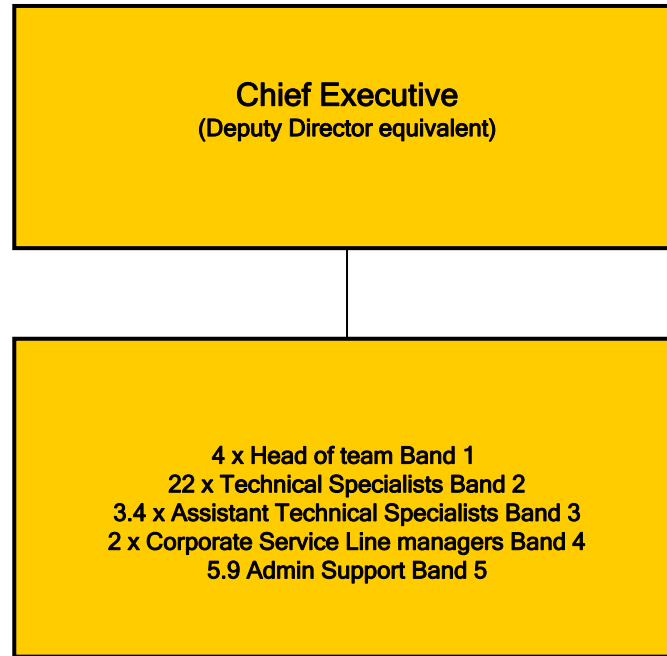 Chief Executive
(Deputy Director equivalent)
4 x Head of team Band 1
22 x Technical Specialists Band 2
3.4 x Assistant Technical Specialists Band 3
2 x Corporate Service Line managers Band 4
5.9 Admin Support Band 5